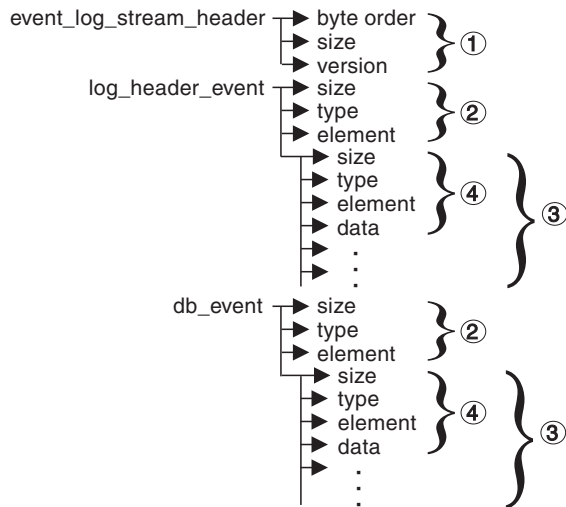 event_log_stream_header byte order
size ①
version
log_header_event size
type ②
element
size
type
element ④ ③
data
db_event size
type ②
element
size
type
element ④ ③
data